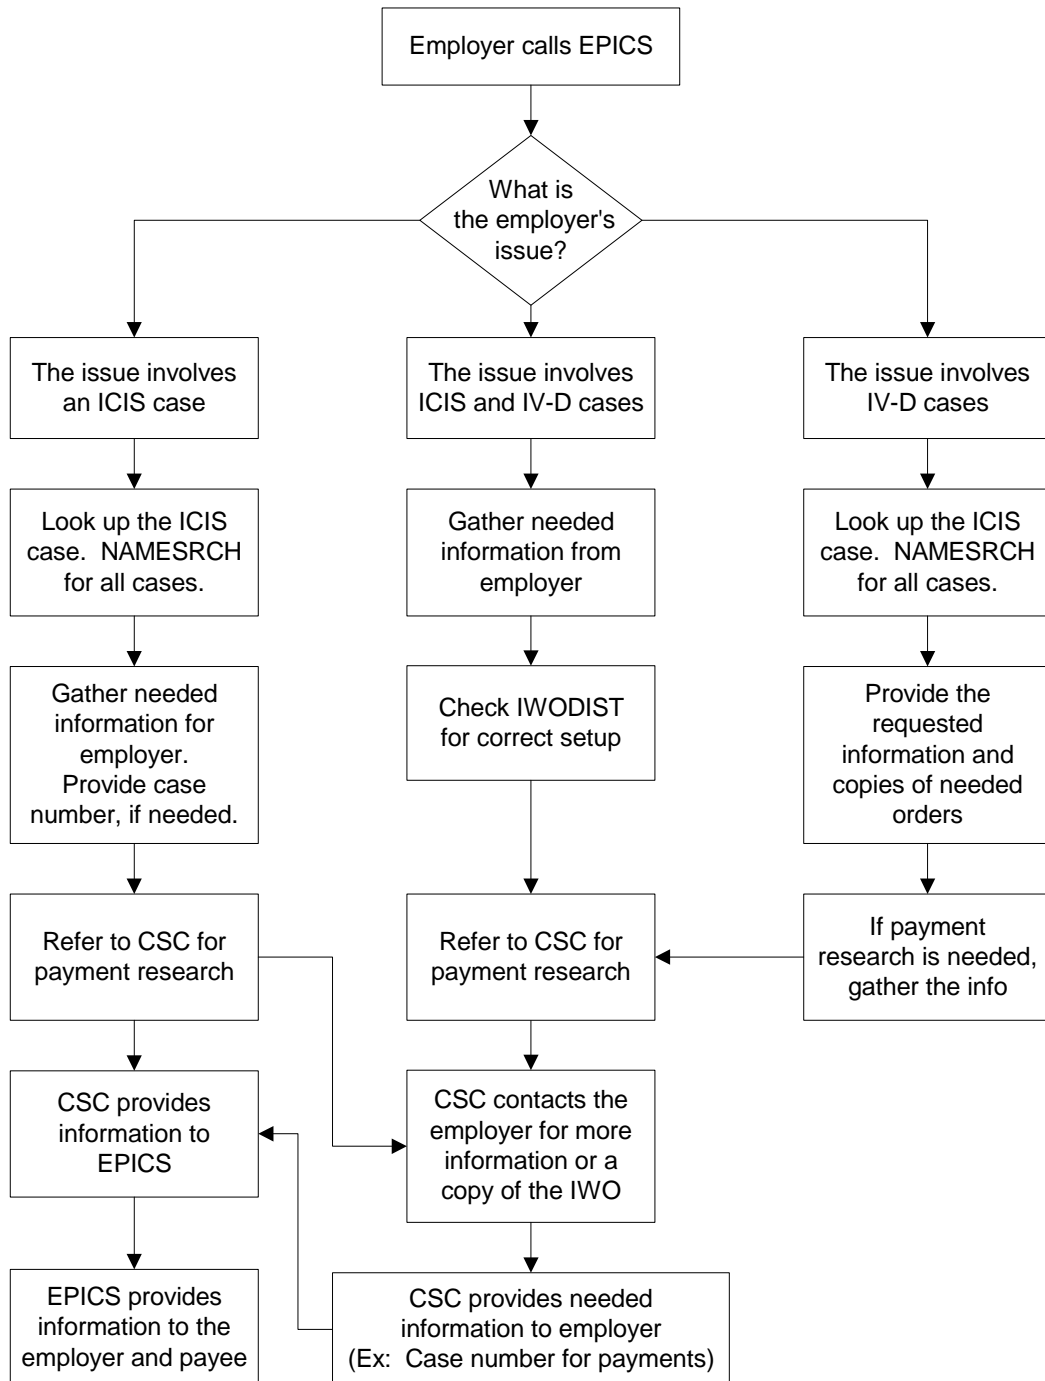 Employer calls EPICS
What is
the employer's
issue?
The issue involves
an ICIS case
The issue involves
ICIS and IV-D cases
The issue involves
IV-D cases
Look up the ICIS
case.  NAMESRCH
for all cases.
Gather needed
information from
employer
Look up the ICIS
case.  NAMESRCH
for all cases.
Gather needed
information for
employer.
Provide case
number, if needed.
Check IWODIST
for correct setup
Provide the
requested
information and
copies of needed
orders
Refer to CSC for
payment research
Refer to CSC for
payment research
If payment
research is needed,
gather the info
CSC provides
information to
EPICS
CSC contacts the
employer for more
information or a
copy of the IWO
EPICS provides
information to the
employer and payee
CSC provides needed
information to employer
(Ex:  Case number for payments)